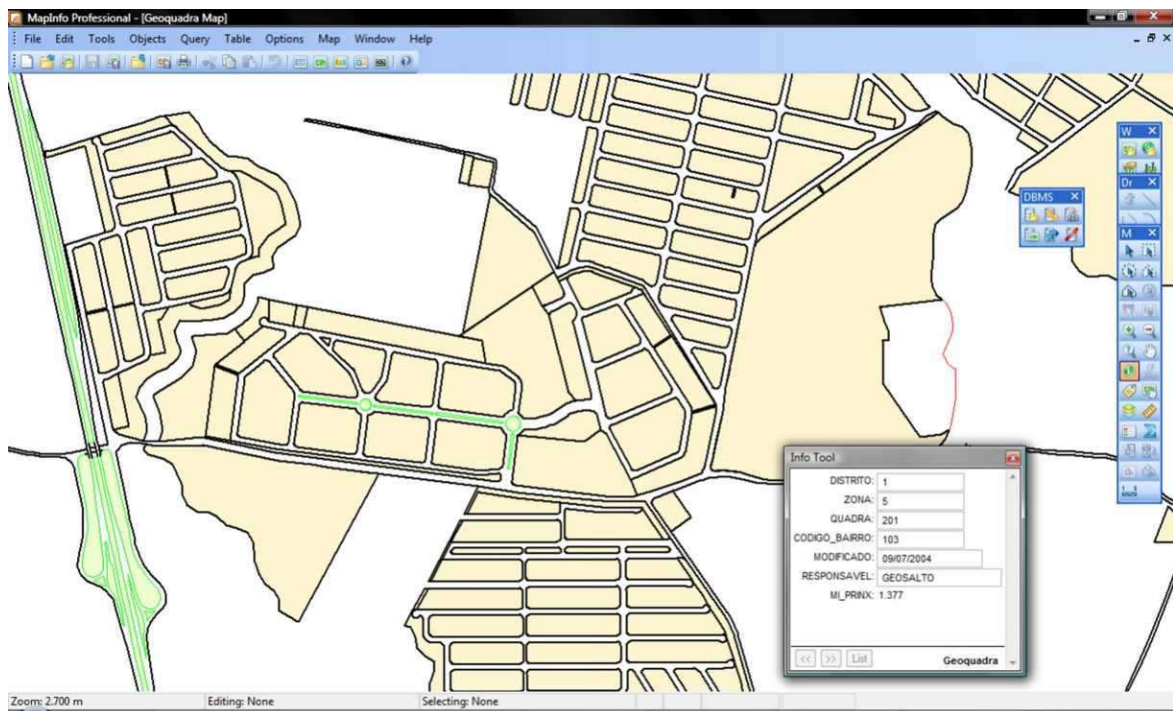 MapInfo Professional - [Geoquadra Map]
File Edit Tools Objects Query Table Options Map Window Help
W
Dr
DBMS
M
Info Tool
DISTRITO: 1
ZONA: 5
QUADRA: 201
CODIGO_BAIRRO: 103
MODIFICADO: 09/07/2004
RESPONSAVEL: GEOSALTO
MI_PRINX: 1.377
<< >> List Geoquadra
Zoom: 2.700 m Editing: None Selecting: None